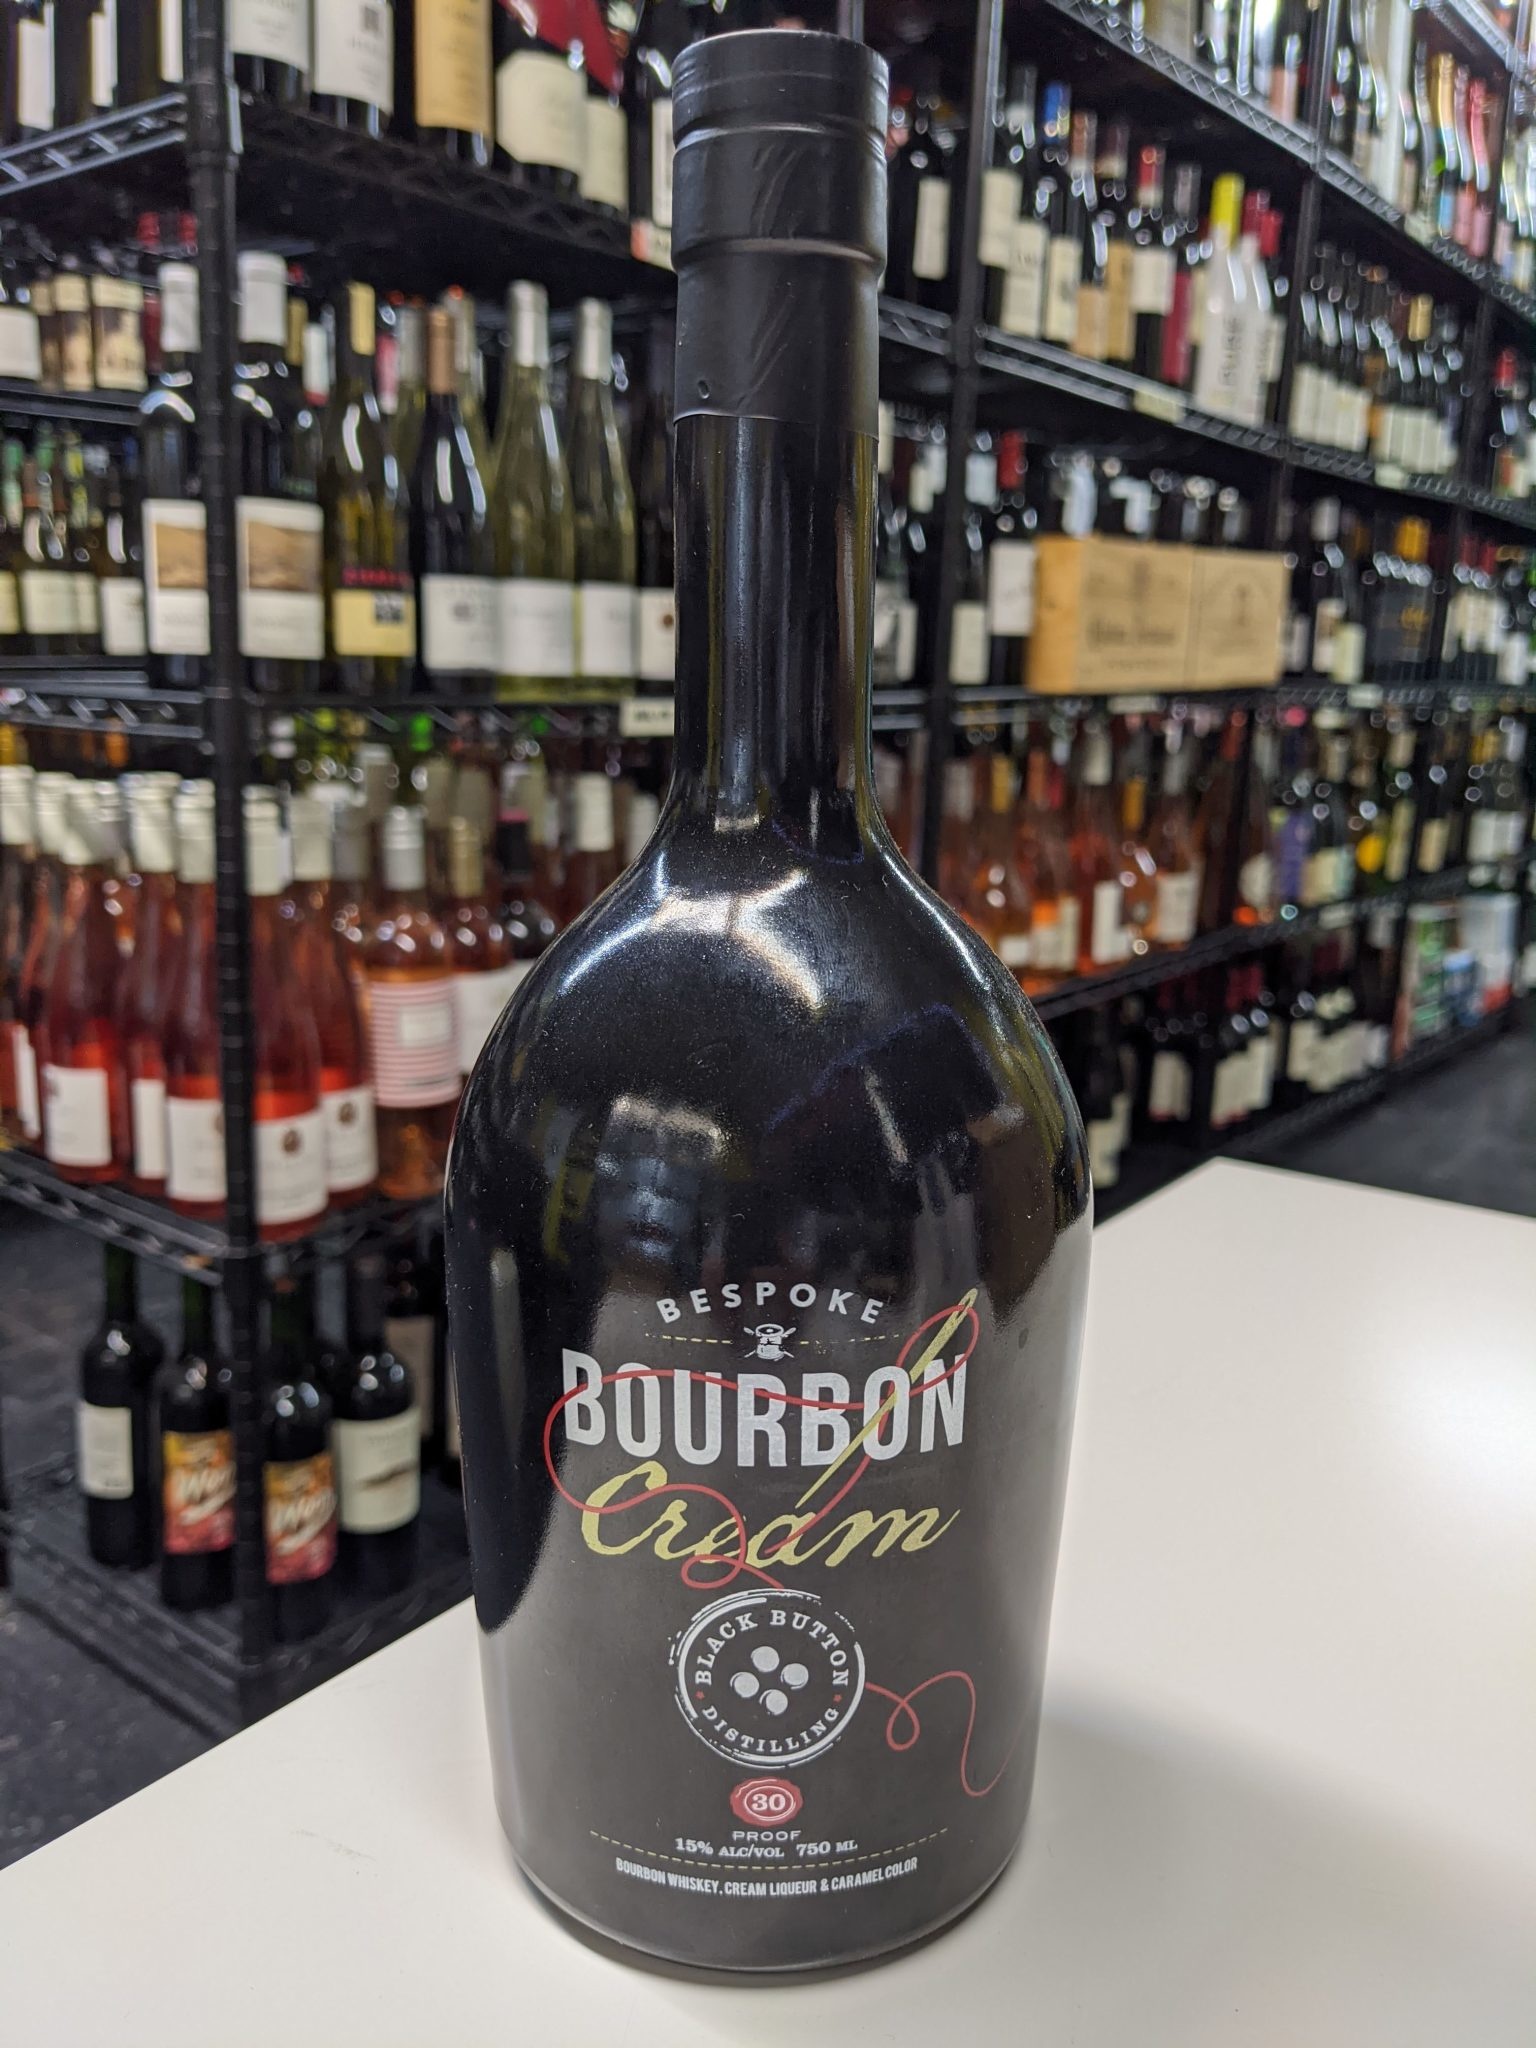 BESPOKE
BOURBON
Cream
BLACK BUTTON
DISTILLING
30
PROOF
15% ALC/VOL 750 ML
BOURBON WHISKEY, CREAM LIQUEUR & CARAMEL COLOR